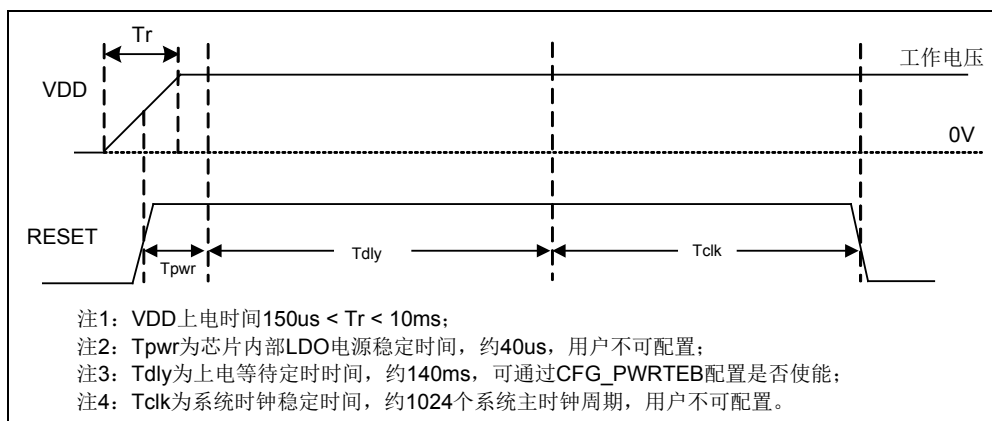 Tr
工作电压
VDD
0V
RESET
Tpwr
Tdly
Tclk
注1：VDD上电时间150us < Tr < 10ms；
注2：Tpwr为芯片内部LDO电源稳定时间，约40us，用户不可配置；
注3：Tdly为上电等待定时时间，约140ms，可通过CFG_PWRTEB配置是否使能；
注4：Tclk为系统时钟稳定时间，约1024个系统主时钟周期，用户不可配置。